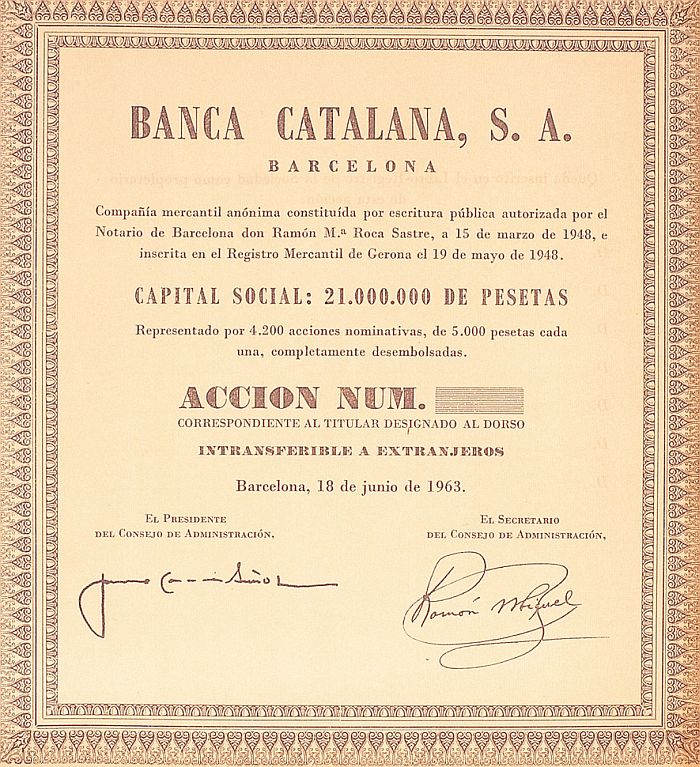 BANCA CATALANA, S. A.
BARCELONA
Compañía mercantil anónima constituída por escritura pública autorizada por el
Notario de Barcelona don Ramón M.ª Roca Sastre, a 15 de marzo de 1948, e
inscrita en el Registro Mercantil de Gerona el 19 de mayo de 1948.
CAPITAL SOCIAL: 21.000.000 DE PESETAS
Representado por 4.200 acciones nominativas, de 5.000 pesetas cada
una, completamente desembolsadas.
ACCION NUM.
CORRESPONDIENTE AL TITULAR DESIGNADO AL DORSO
INTRANSFERIBLE A EXTRANJEROS
Barcelona, 18 de junio de 1963.
EL PRESIDENTE
DEL CONSEJO DE ADMINISTRACIÓN,
EL SECRETARIO
DEL CONSEJO DE ADMINISTRACIÓN,
Ramón Miquel